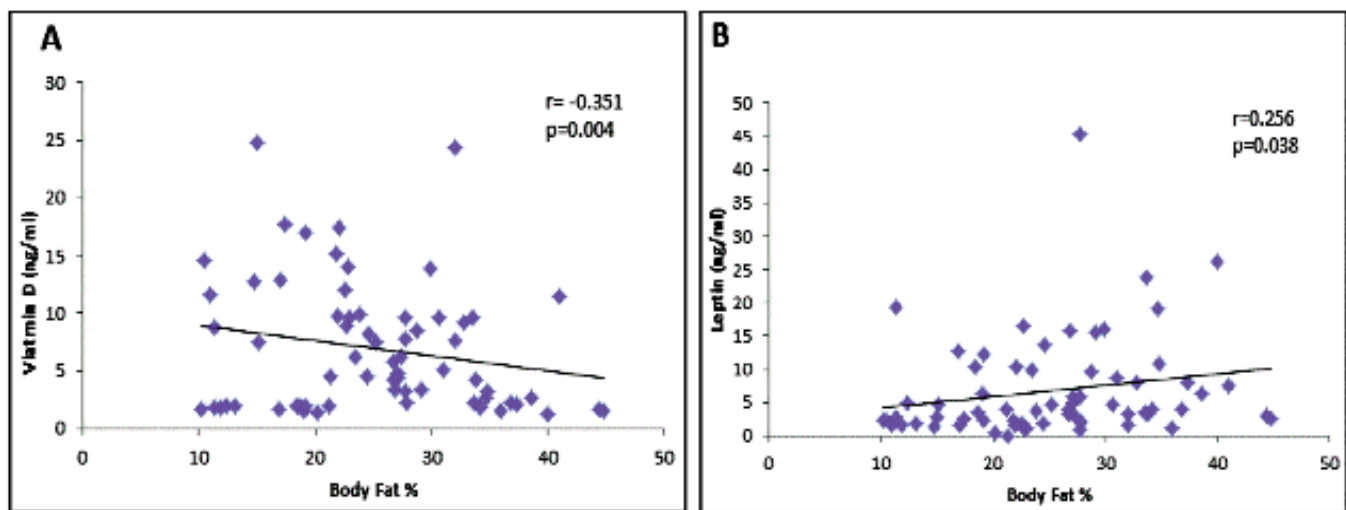 A
30
25
20
15
10
5
0
Viatmin D (ng/ml)
r= -0.351
p=0.004
0 10 20 30 40 50
Body Fat %
B
50
45
40
35
30
25
20
15
10
5
0
Leptin (ng/ml)
r=0.256
p=0.038
0 10 20 30 40 50
Body Fat %